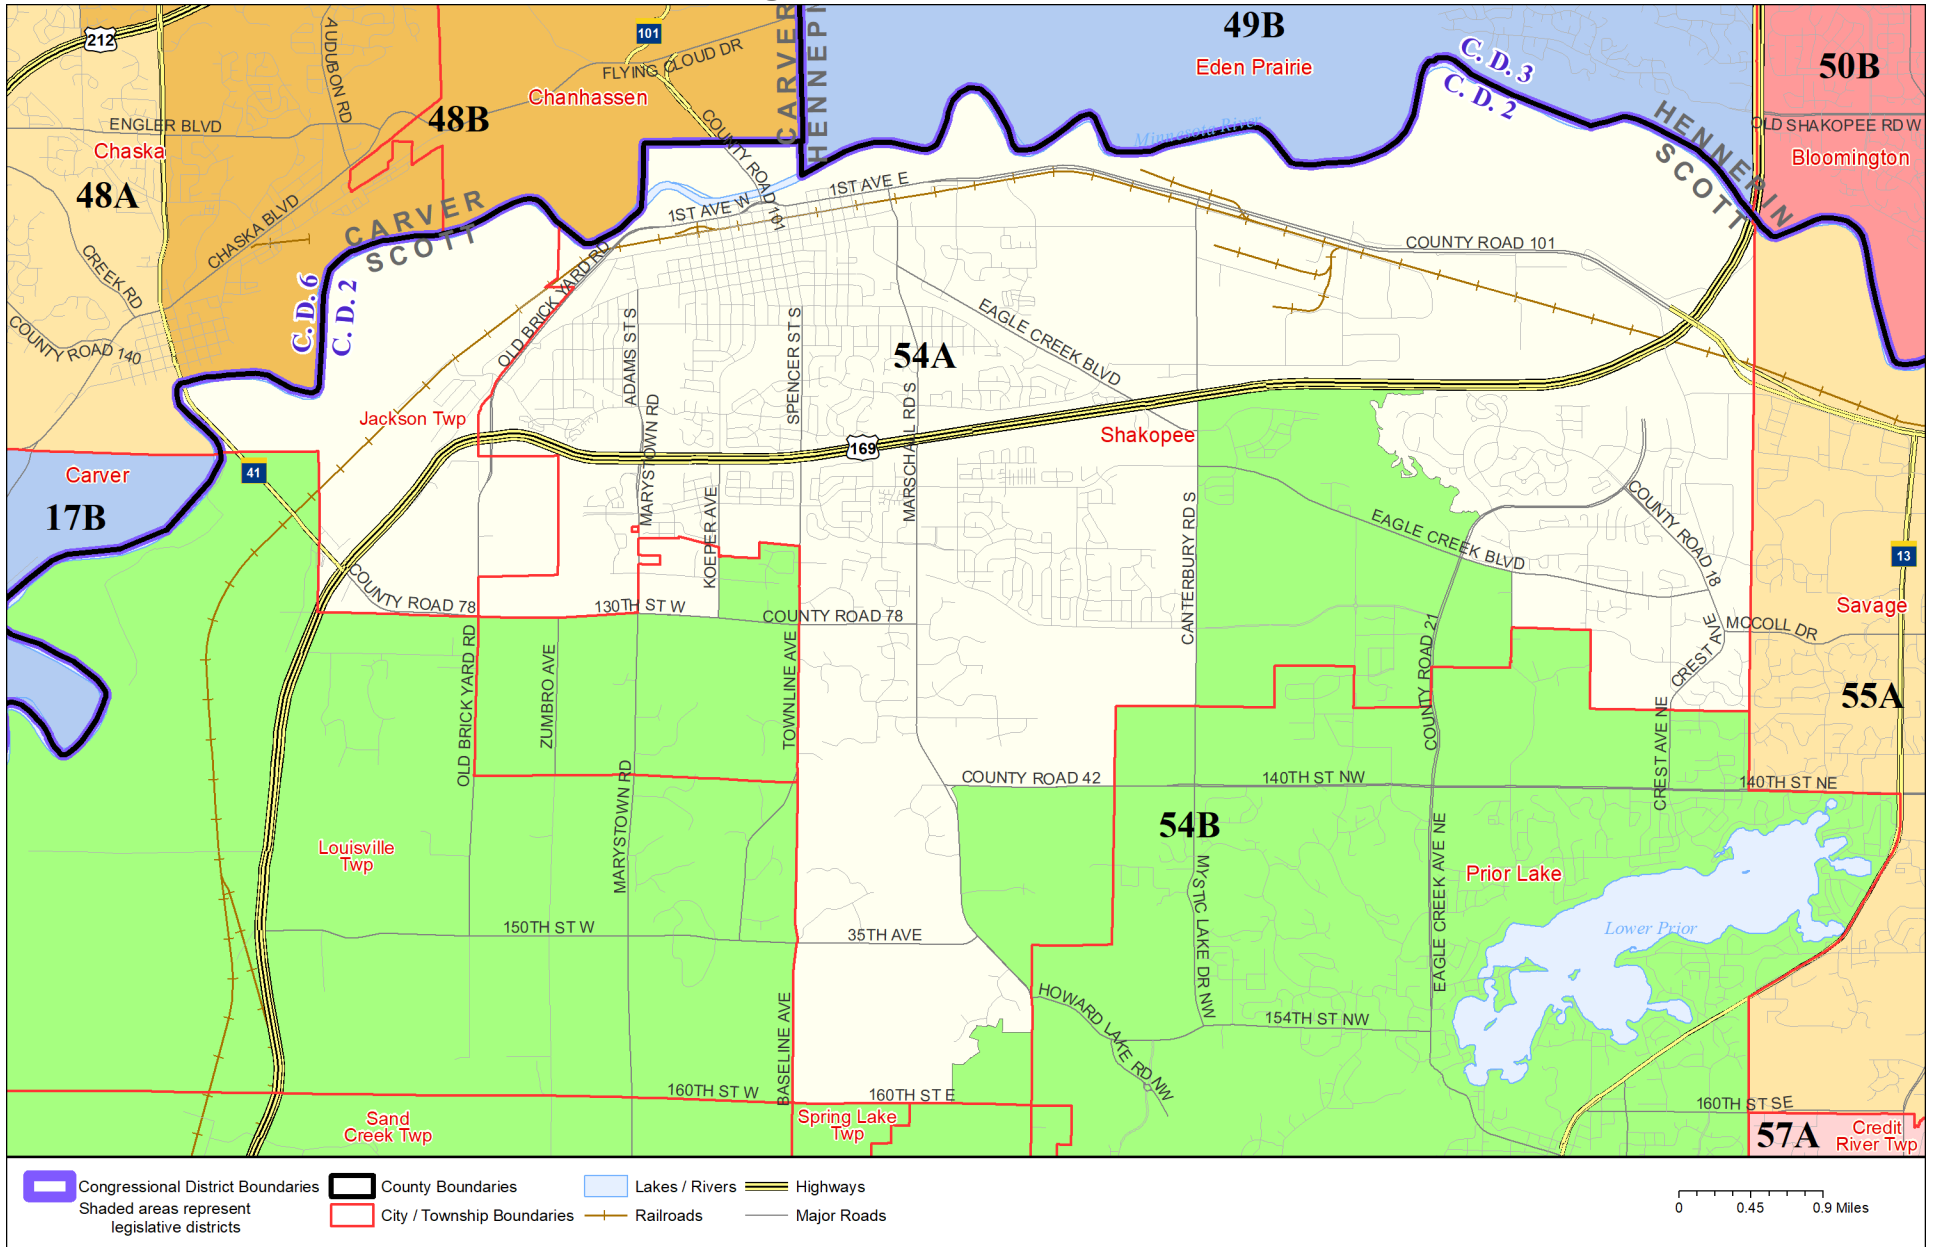 212
101
AUDUBON RD
FLYING CLOUD DR
CARVER
HENNEPIN
49B
Eden Prairie
C. D. 3
C. D. 2
50B
Chanhassen
48B
ENGLER BLVD
Chaska
48A
COUNTY ROAD 101
Minnesota River
HENNEPIN
SCOTT
OLD SHAKOPEE RD W
Bloomington
CHASKA BLVD
CREEK RD
CARVER
SCOTT
1ST AVE W
1ST AVE E
COUNTY ROAD 101
C. D. 6
C. D. 2
COUNTY ROAD 140
OLD BRICK YARD RD
ADAMS ST S
SPENCER ST S
54A
EAGLE CREEK BLVD
Jackson Twp
MARYSTOWN RD
MARSCHALL RD S
169
Shakopee
Carver
41
17B
KOEPER AVE
CANTERBURY RD S
EAGLE CREEK BLVD
COUNTY ROAD 18
13
COUNTY ROAD 78
130TH ST W
COUNTY ROAD 78
Savage
MCCOLL DR
CREST AVE
OLD BRICK YARD RD
ZUMBRO AVE
TOWNLINE AVE
COUNTY ROAD 21
55A
MARYSTOWN RD
COUNTY ROAD 42
140TH ST NW
CREST AVE NE
140TH ST NE
54B
Louisville
Twp
MYSTIC LAKE DR NW
EAGLE CREEK AVE NE
Prior Lake
Lower Prior
150TH ST W
35TH AVE
BASELINE AVE
HOWARD LAKE RD NW
154TH ST NW
160TH ST W
160TH ST E
160TH ST SE
Sand
Creek Twp
Spring Lake
Twp
57A
Credit
River Twp
Congressional District Boundaries
Shaded areas represent
legislative districts
County Boundaries
City / Township Boundaries
Lakes / Rivers
Railroads
Highways
Major Roads
0 0.45 0.9 Miles